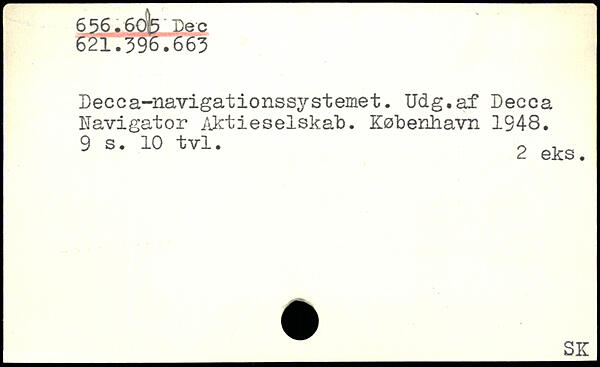 656.605 Dec
621.396.663
Decca-navigationssystemet. Udg.af Decca
Navigator Aktieselskab. København 1948.
9 s. 10 tvl.
2 eks.
SK